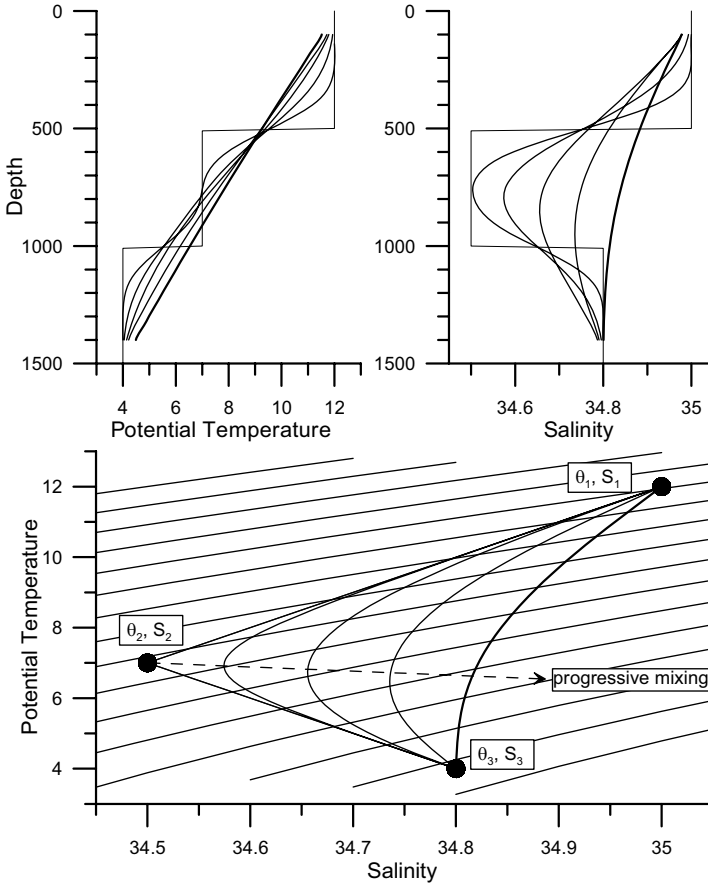 0
500
1000
1500
Depth
4 6 8 10 12
Potential Temperature
0
500
1000
1500
34.6 34.8 35
Salinity
12
10
8
6
4
Potential Temperature
θ1, S1
θ2, S2
progressive mixing
θ3, S3
34.5 34.6 34.7 34.8 34.9 35
Salinity